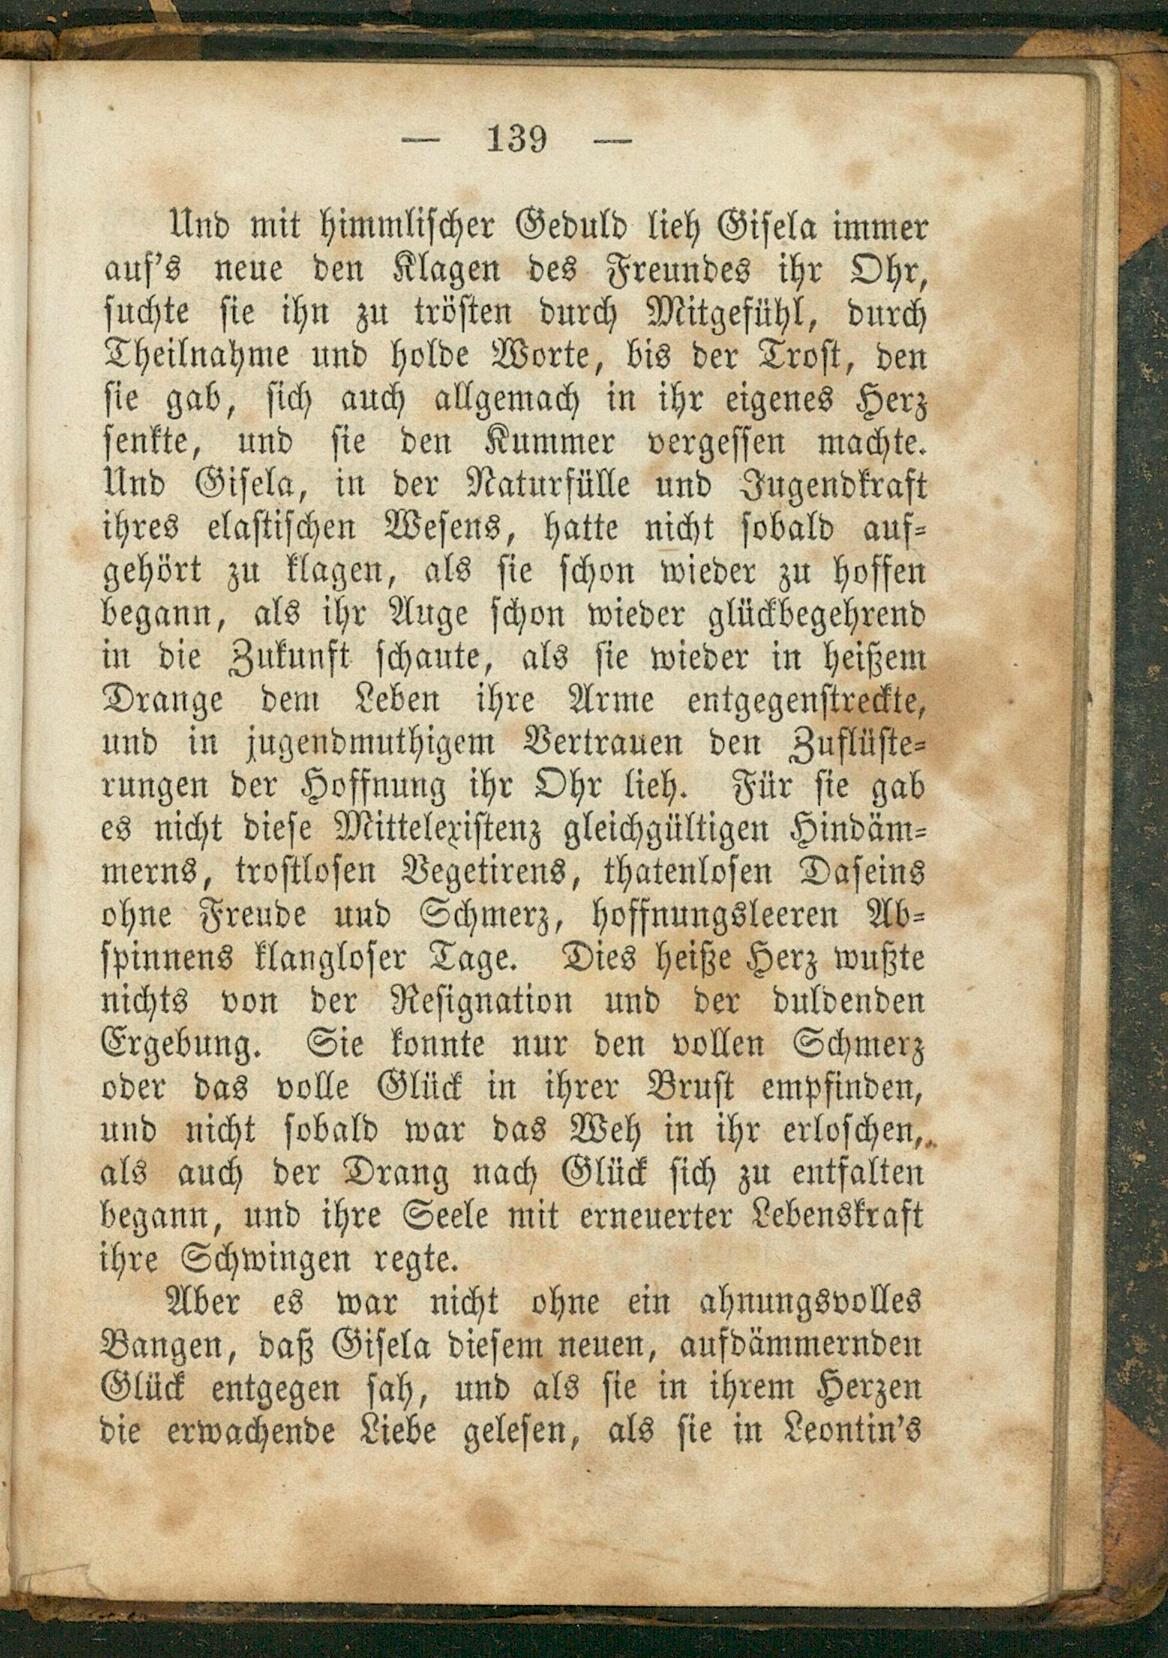 — 139 —
Und mit himmlischer Geduld lieh Gisela immer
auf's neue den Klagen des Freundes ihr Ohr,
suchte sie ihn zu trösten durch Mitgefühl, durch
Theilnahme und holde Worte, bis der Trost, den
sie gab, sich auch allgemach in ihr eigenes Herz
senkte, und sie den Kummer vergessen machte.
Und Gisela, in der Naturfülle und Jugendkraft
ihres elastischen Wesens, hatte nicht sobald auf-
gehört zu klagen, als sie schon wieder zu hoffen
begann, als ihr Auge schon wieder glückbegehrend
in die Zukunft schaute, als sie wieder in heißem
Drange dem Leben ihre Arme entgegenstreckte,
und in jugendmuthigem Vertrauen den Zuflüste-
rungen der Hoffnung ihr Ohr lieh. Für sie gab
es nicht diese Mittelexistenz gleichgültigen Hindäm-
merns, trostlosen Vegetirens, thatenlosen Daseins
ohne Freude und Schmerz, hoffnungsleeren Ab-
spinnens klangloser Tage. Dies heiße Herz wußte
nichts von der Resignation und der duldenden
Ergebung. Sie konnte nur den vollen Schmerz
oder das volle Glück in ihrer Brust empfinden,
und nicht sobald war das Weh in ihr erloschen,
als auch der Drang nach Glück sich zu entfalten
begann, und ihre Seele mit erneuerter Lebenskraft
ihre Schwingen regte.
Aber es war nicht ohne ein ahnungsvolles
Bangen, daß Gisela diesem neuen, aufdämmernden
Glück entgegen sah, und als sie in ihrem Herzen
die erwachende Liebe gelesen, als sie in Leontin's